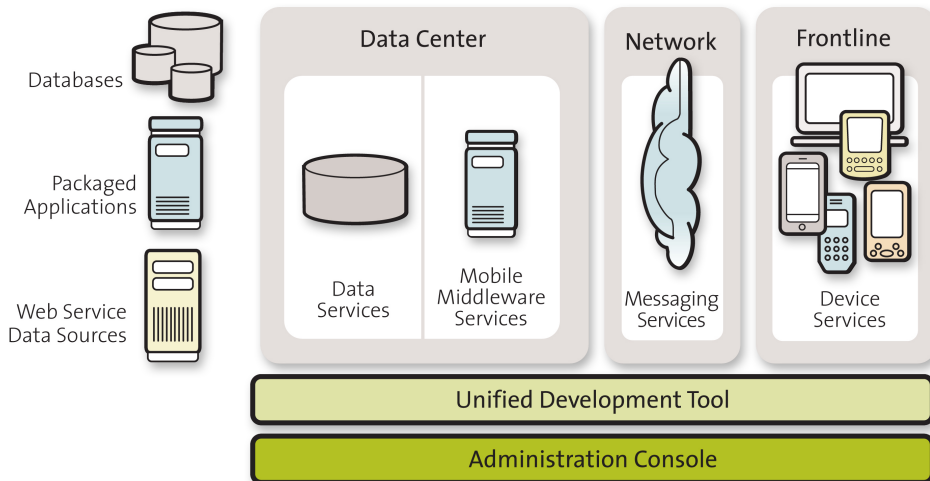 Databases
Packaged
Applications
Web Service
Data Sources
Data Center
Data
Services
Mobile
Middleware
Services
Network
Messaging
Services
Frontline
Device
Services
Unified Development Tool
Administration Console